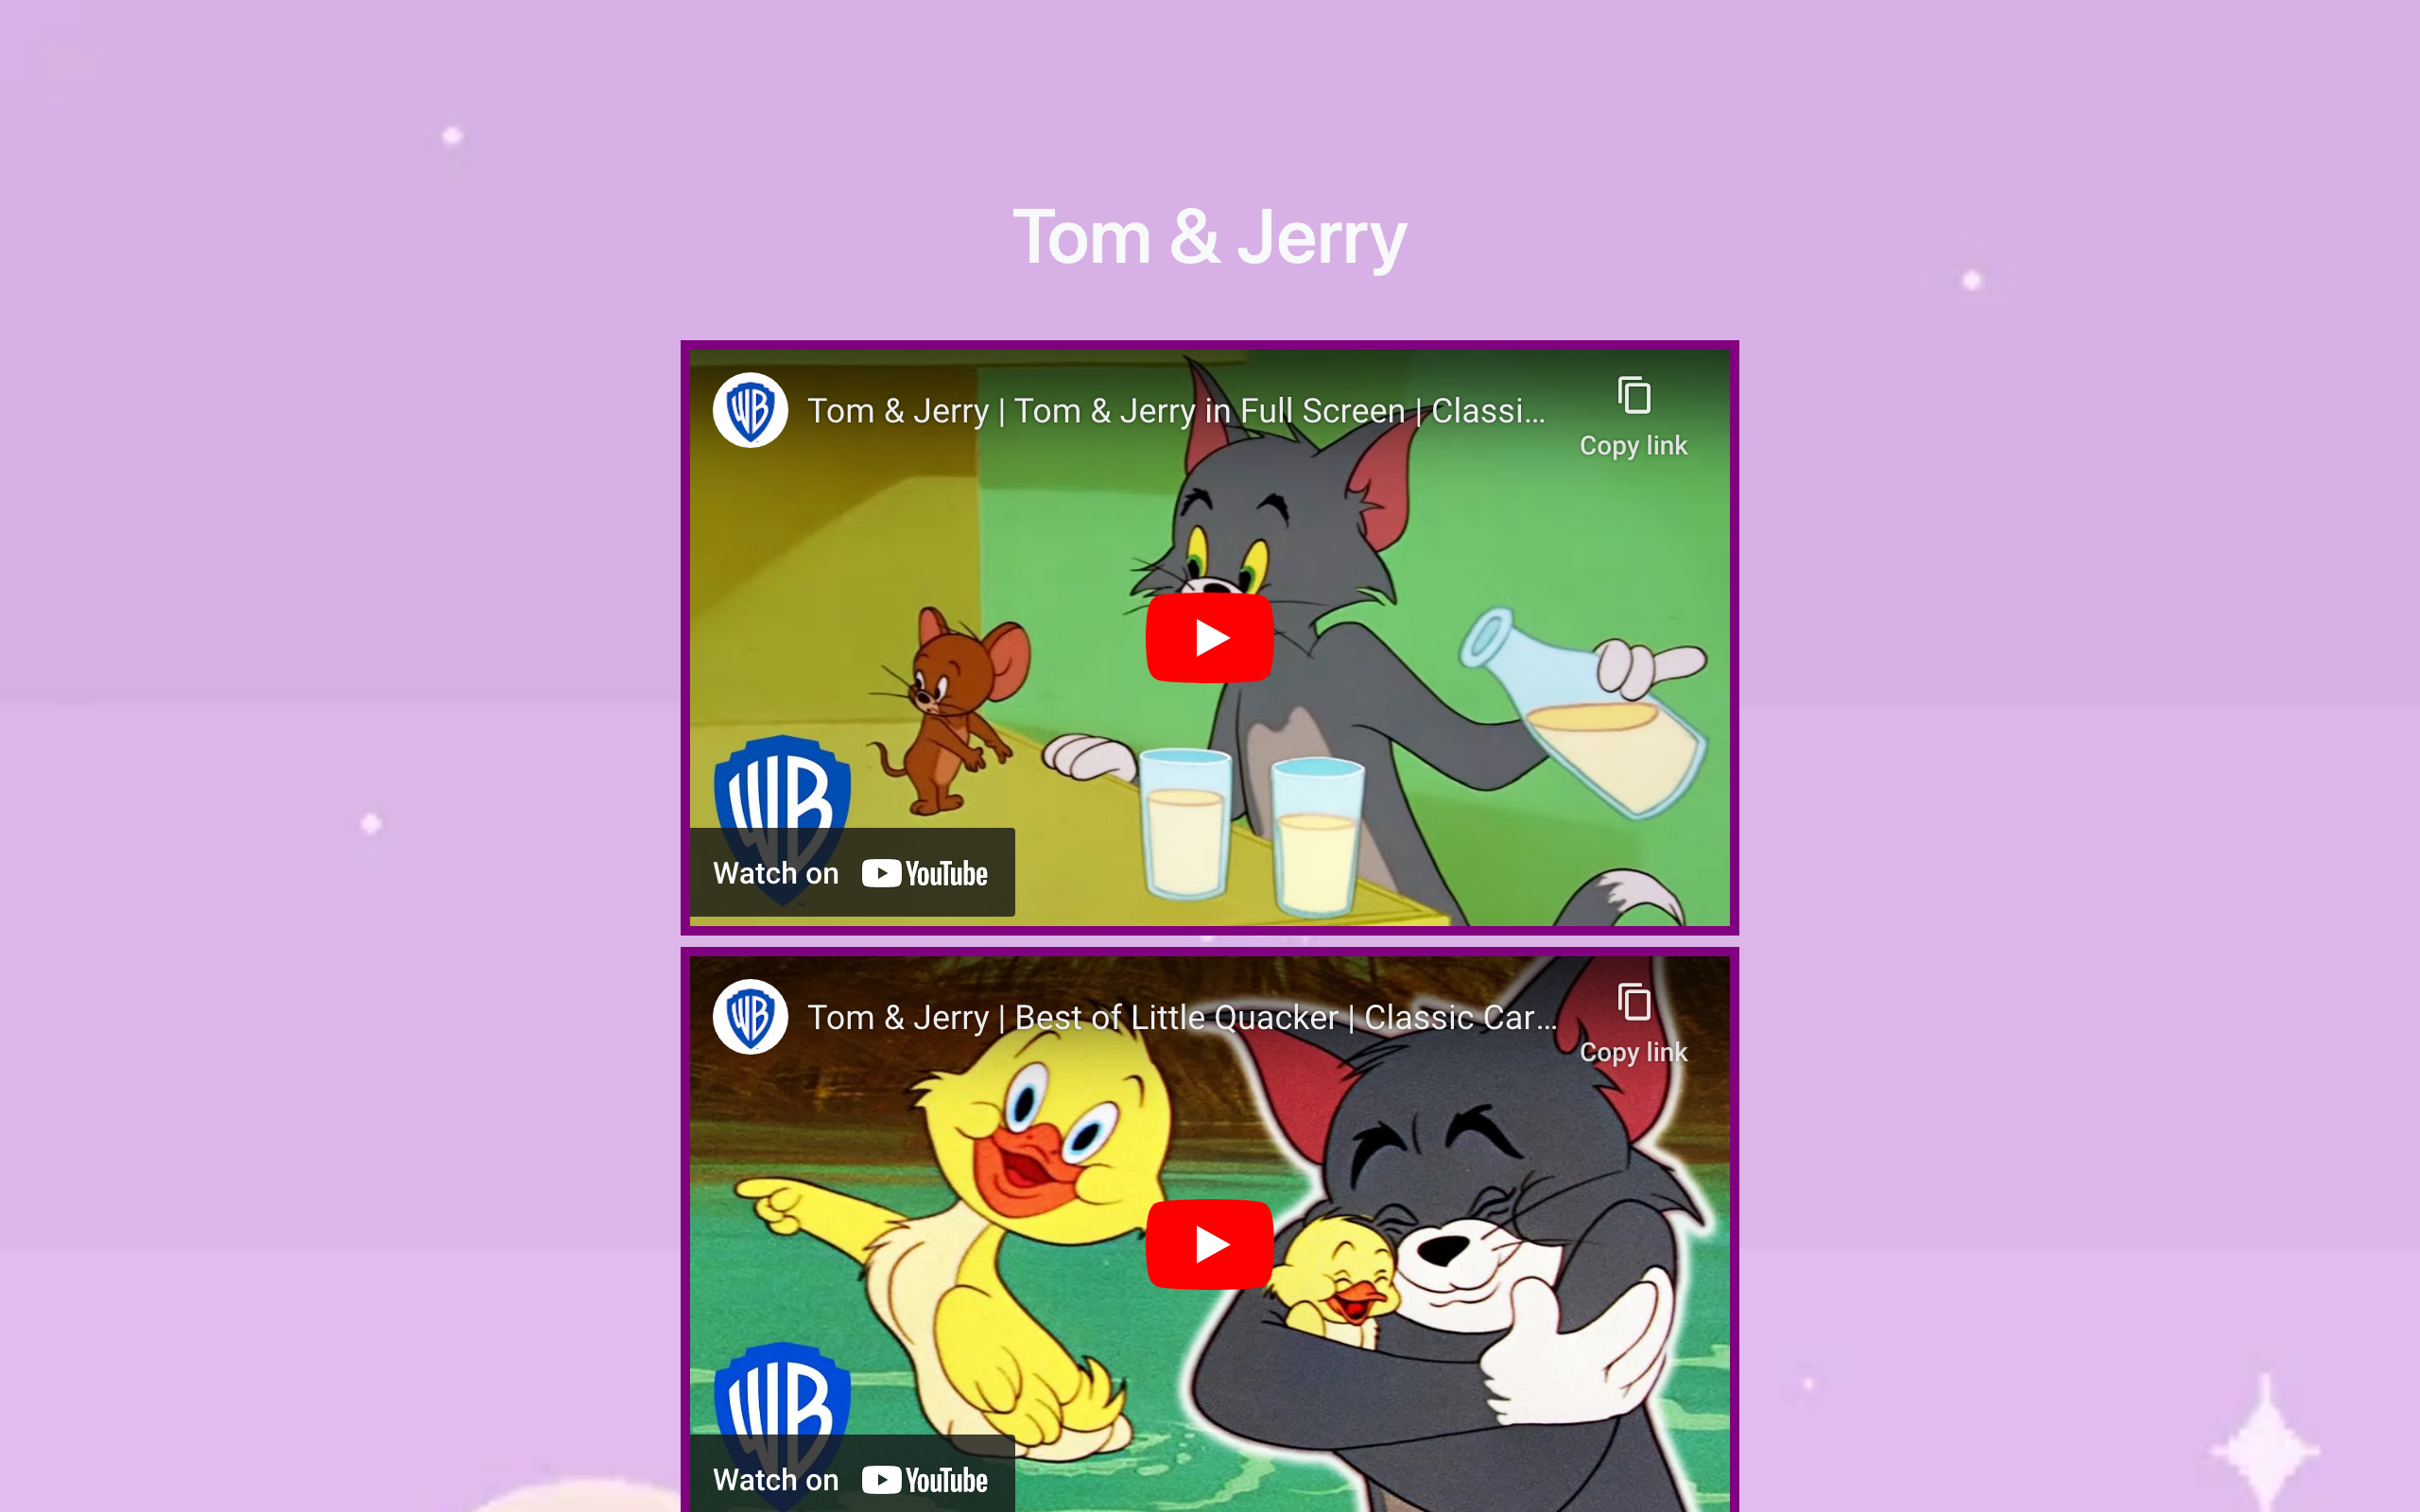 Tom & Jerry
Tom & Jerry | Tom & Jerry in Full Screen | Classi...
Copy link
WB
WB
Watch on YouTube
Tom & Jerry | Best of Little Quacker | Classic Car...
Copy link
WB
WB
Watch on YouTube